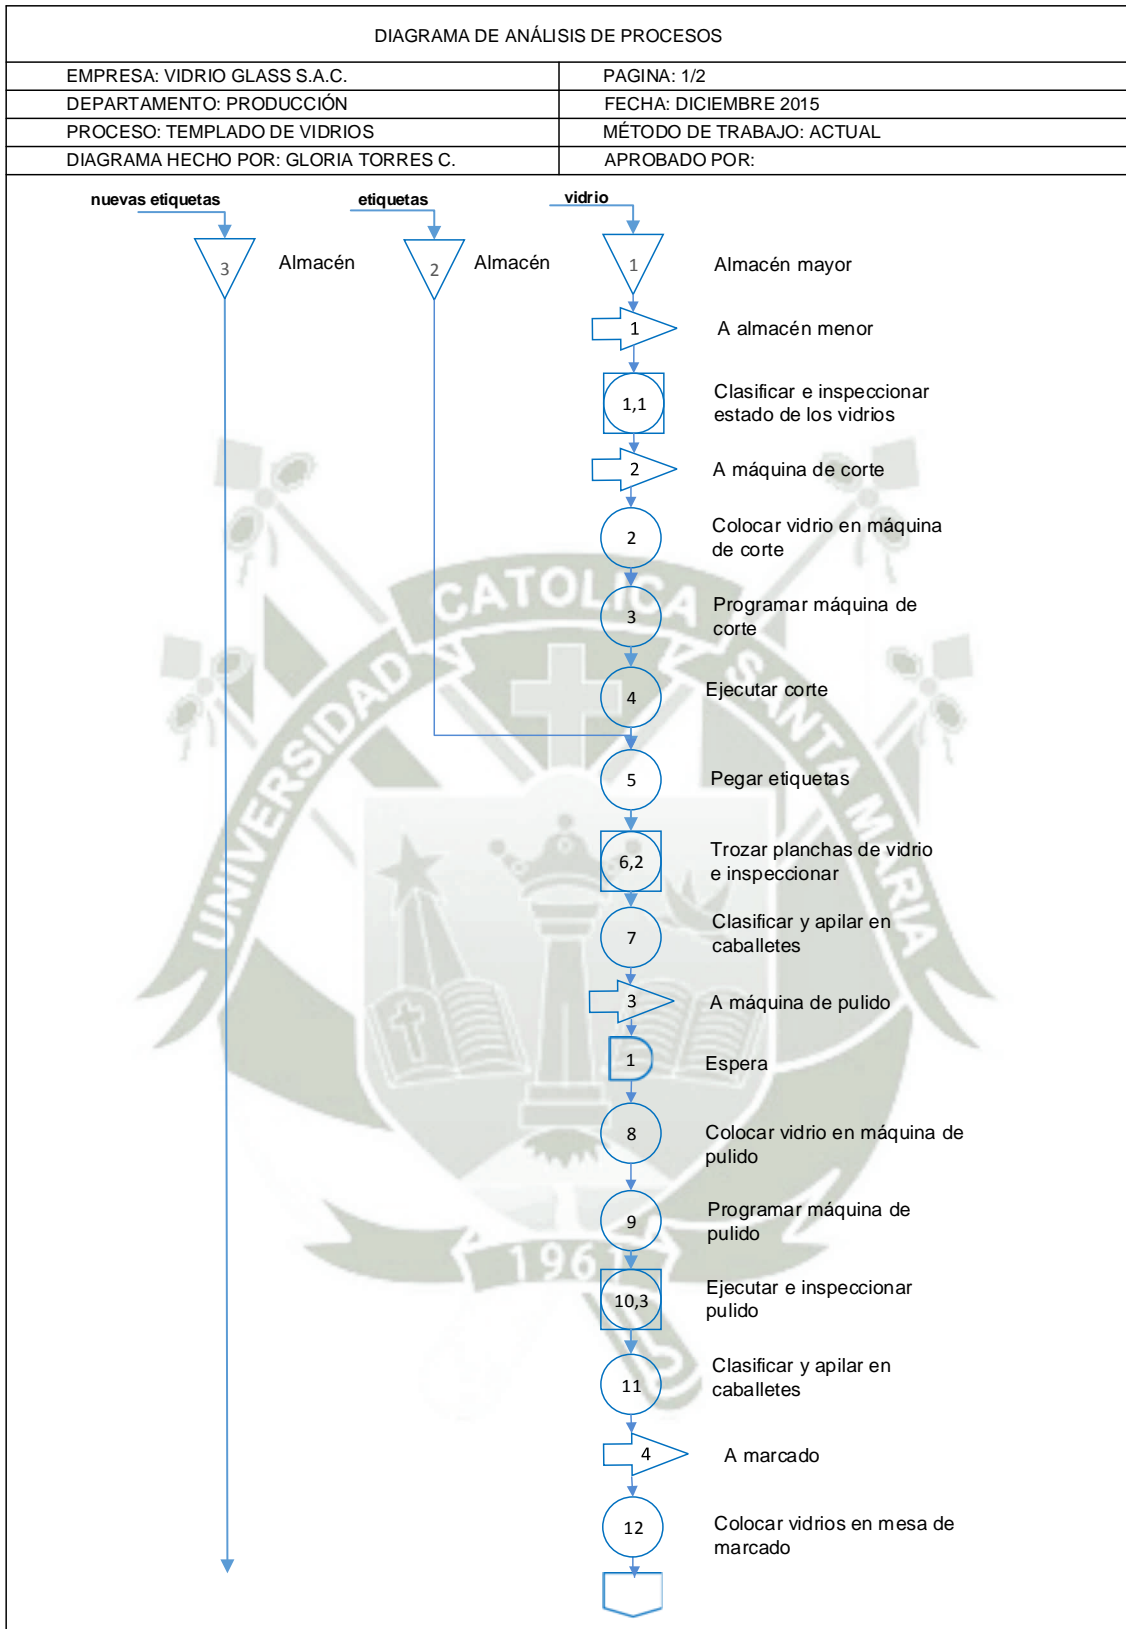 DIAGRAMA DE ANÁLISIS DE PROCESOS
EMPRESA: VIDRIO GLASS S.A.C.
PAGINA: 1/2
DEPARTAMENTO: PRODUCCIÓN
FECHA: DICIEMBRE 2015
PROCESO: TEMPLADO DE VIDRIOS
MÉTODO DE TRABAJO: ACTUAL
DIAGRAMA HECHO POR: GLORIA TORRES C.
APROBADO POR:
nuevas etiquetas
etiquetas
vidrio
3
Almacén
2
Almacén
1
Almacén mayor
1
A almacén menor
1,1
Clasificar e inspeccionar
estado de los vidrios
2
A máquina de corte
2
Colocar vidrio en máquina
de corte
3
Programar máquina de
corte
4
Ejecutar corte
5
Pegar etiquetas
6,2
Trozar planchas de vidrio
e inspeccionar
7
Clasificar y apilar en
caballetes
3
A máquina de pulido
1
Espera
8
Colocar vidrio en máquina de
pulido
9
Programar máquina de
pulido
10,3
Ejecutar e inspeccionar
pulido
11
Clasificar y apilar en
caballetes
4
A marcado
12
Colocar vidrios en mesa de
marcado
UNIVERSIDAD CATOLICA SANTA MARIA
1961